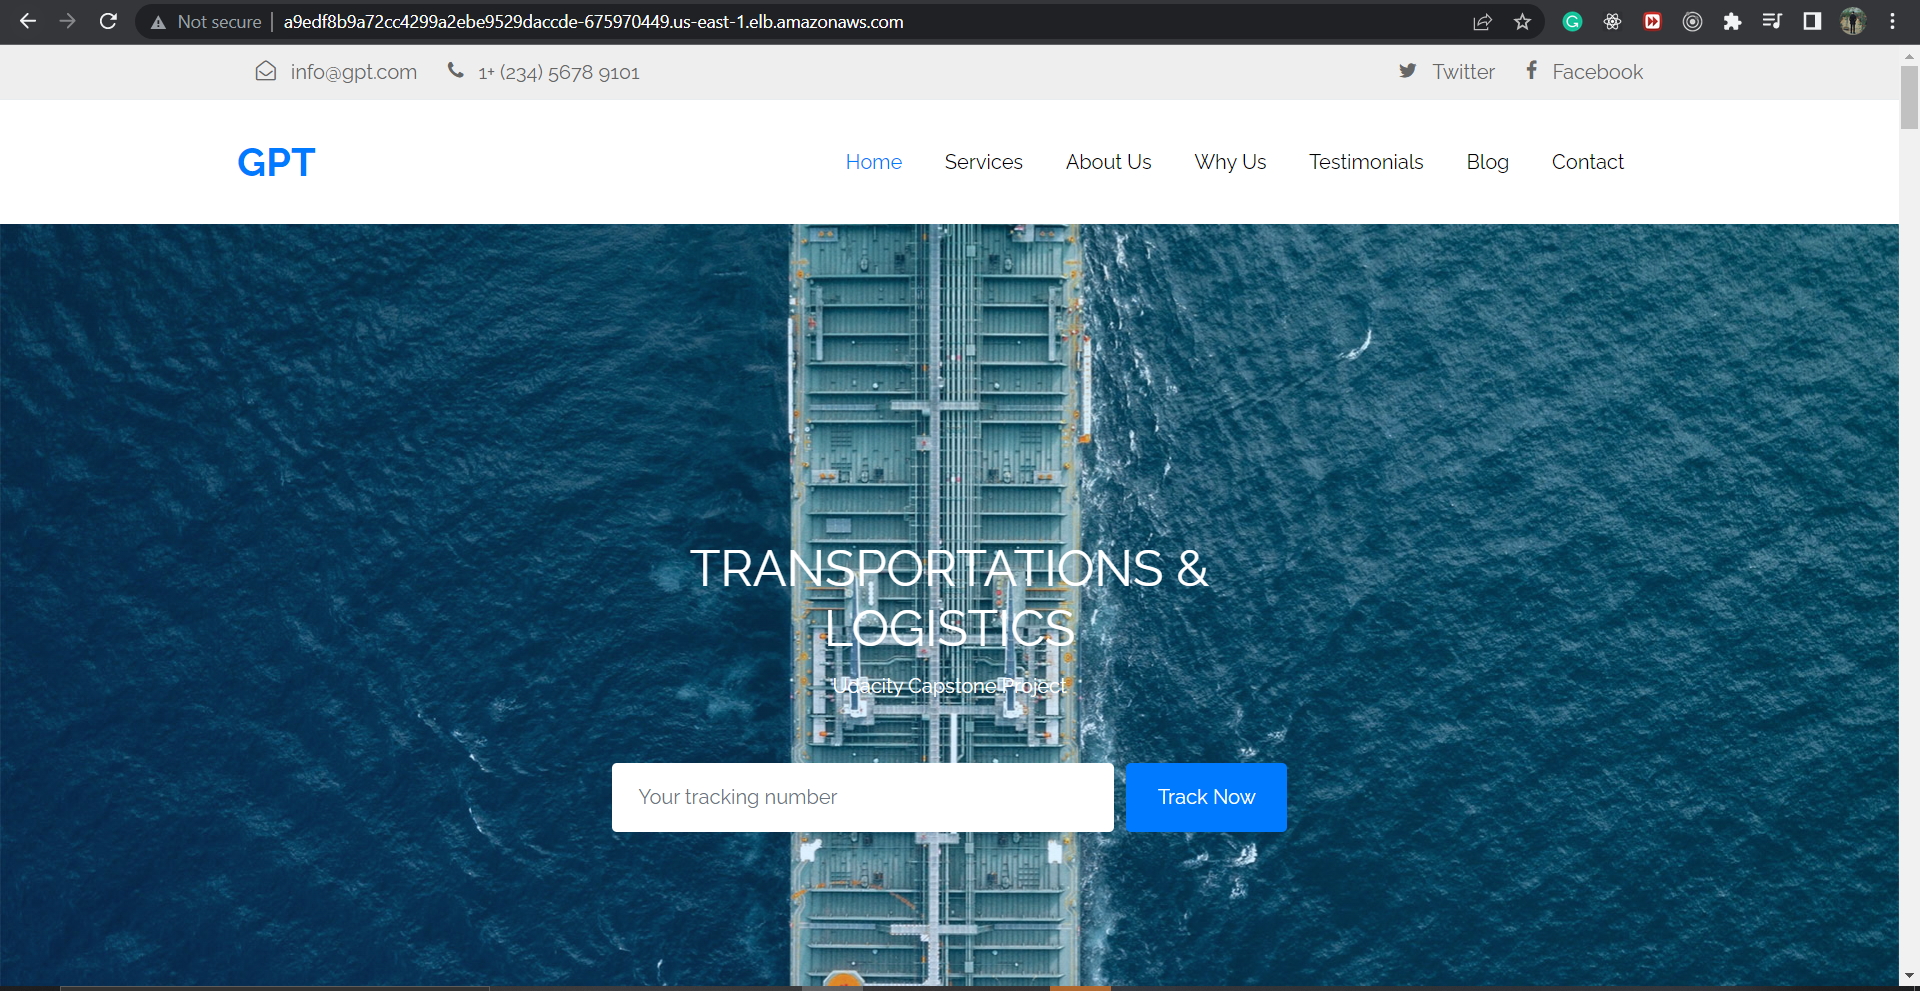 Not secure | a9edf8b9a72cc4299a2ebe9529daccde-675970449.us-east-1.elb.amazonaws.com
info@gpt.com 1+ (234) 5678 9101 Twitter Facebook
GPT Home Services About Us Why Us Testimonials Blog Contact
TRANSPORTATIONS &
LOGISTICS
Udacity Capstone Project
Your tracking number Track Now